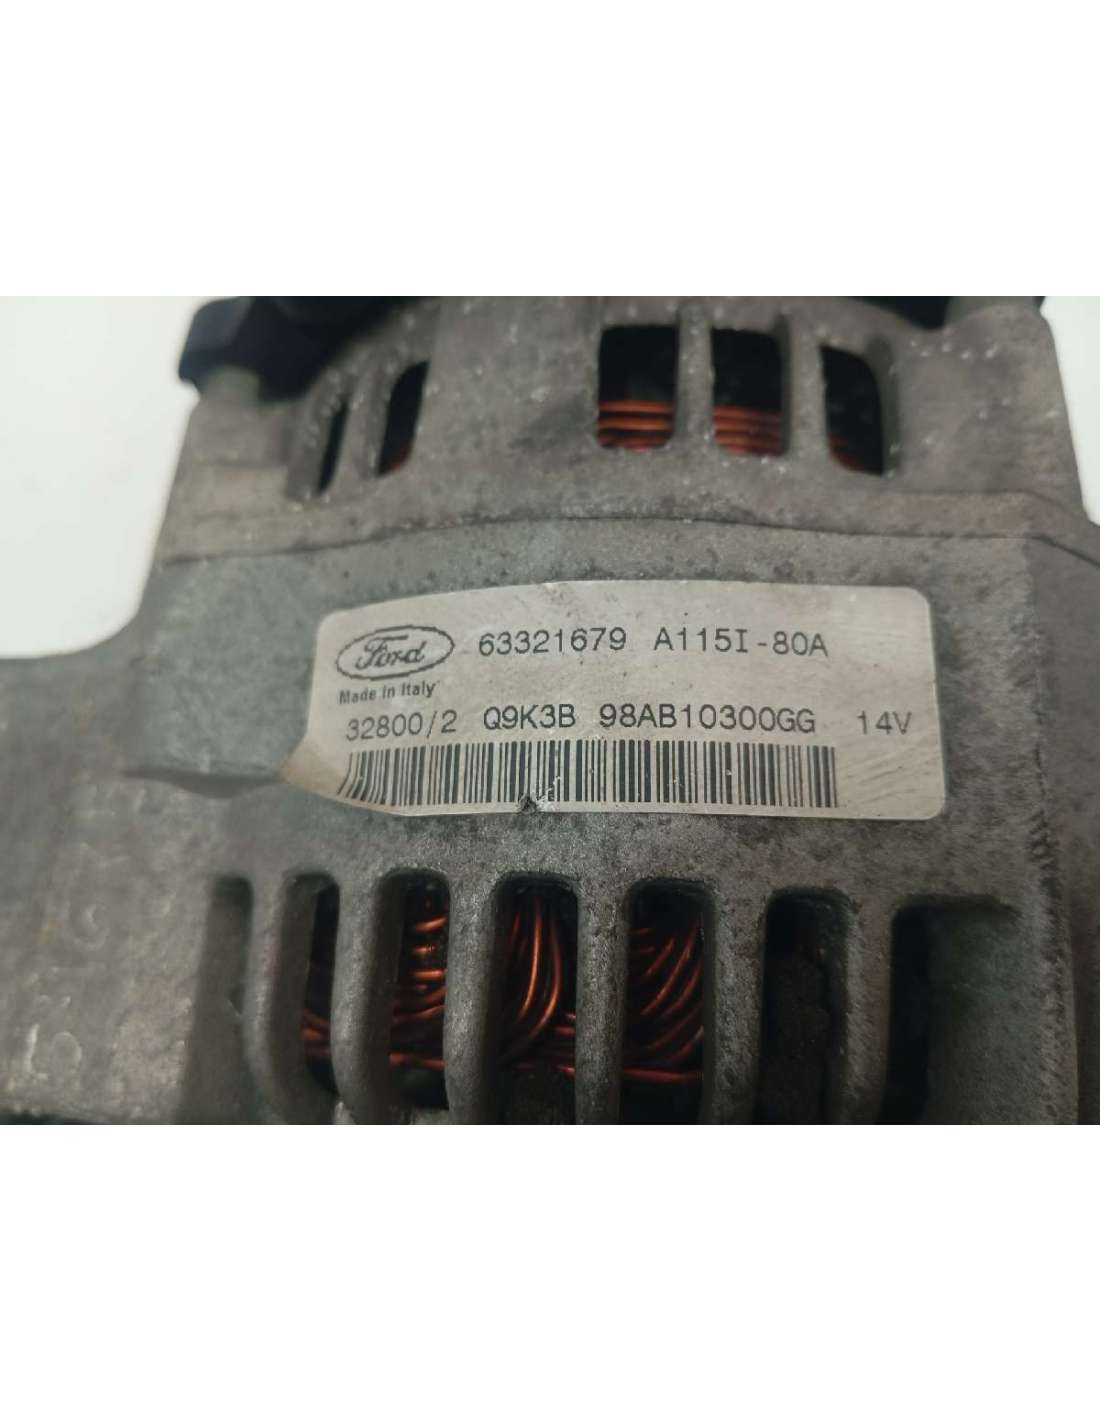 Ford 63321679 A115I-80A
Made in Italy
32800/2 Q9K3B 98AB10300GG 14V